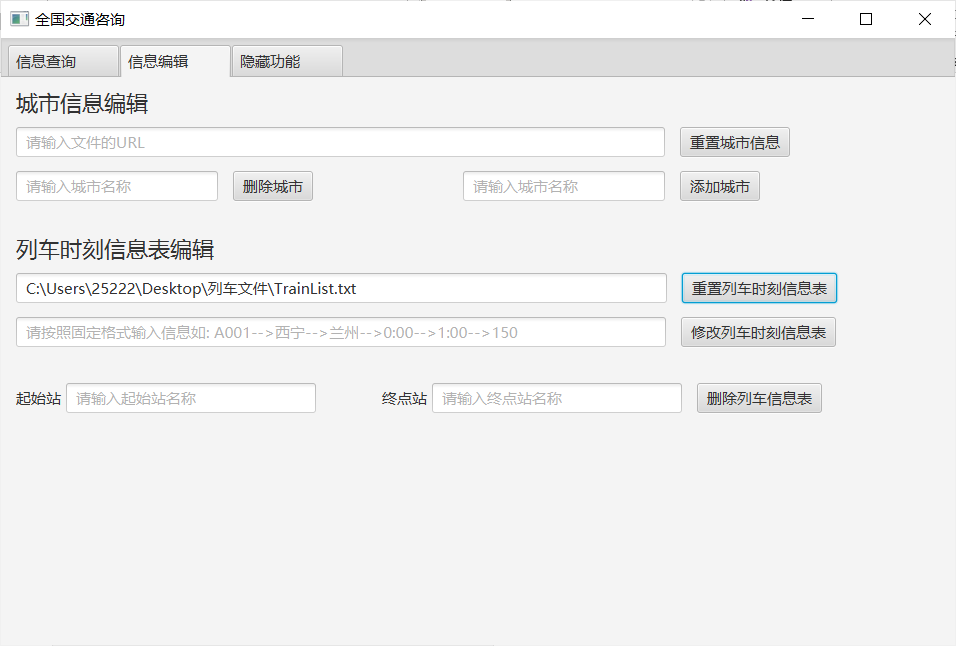 全国交通咨询
信息查询 信息编辑 隐藏功能
城市信息编辑
请输入文件的URL 重置城市信息
请输入城市名称 删除城市 请输入城市名称 添加城市
列车时刻信息表编辑
C:\Users\25222\Desktop\列车文件\TrainList.txt 重置列车时刻信息表
请按照固定格式输入信息如: A001-->西宁-->兰州-->0:00-->1:00-->150 修改列车时刻信息表
起始站 请输入起始站名称 终点站 请输入终点站名称 删除列车信息表